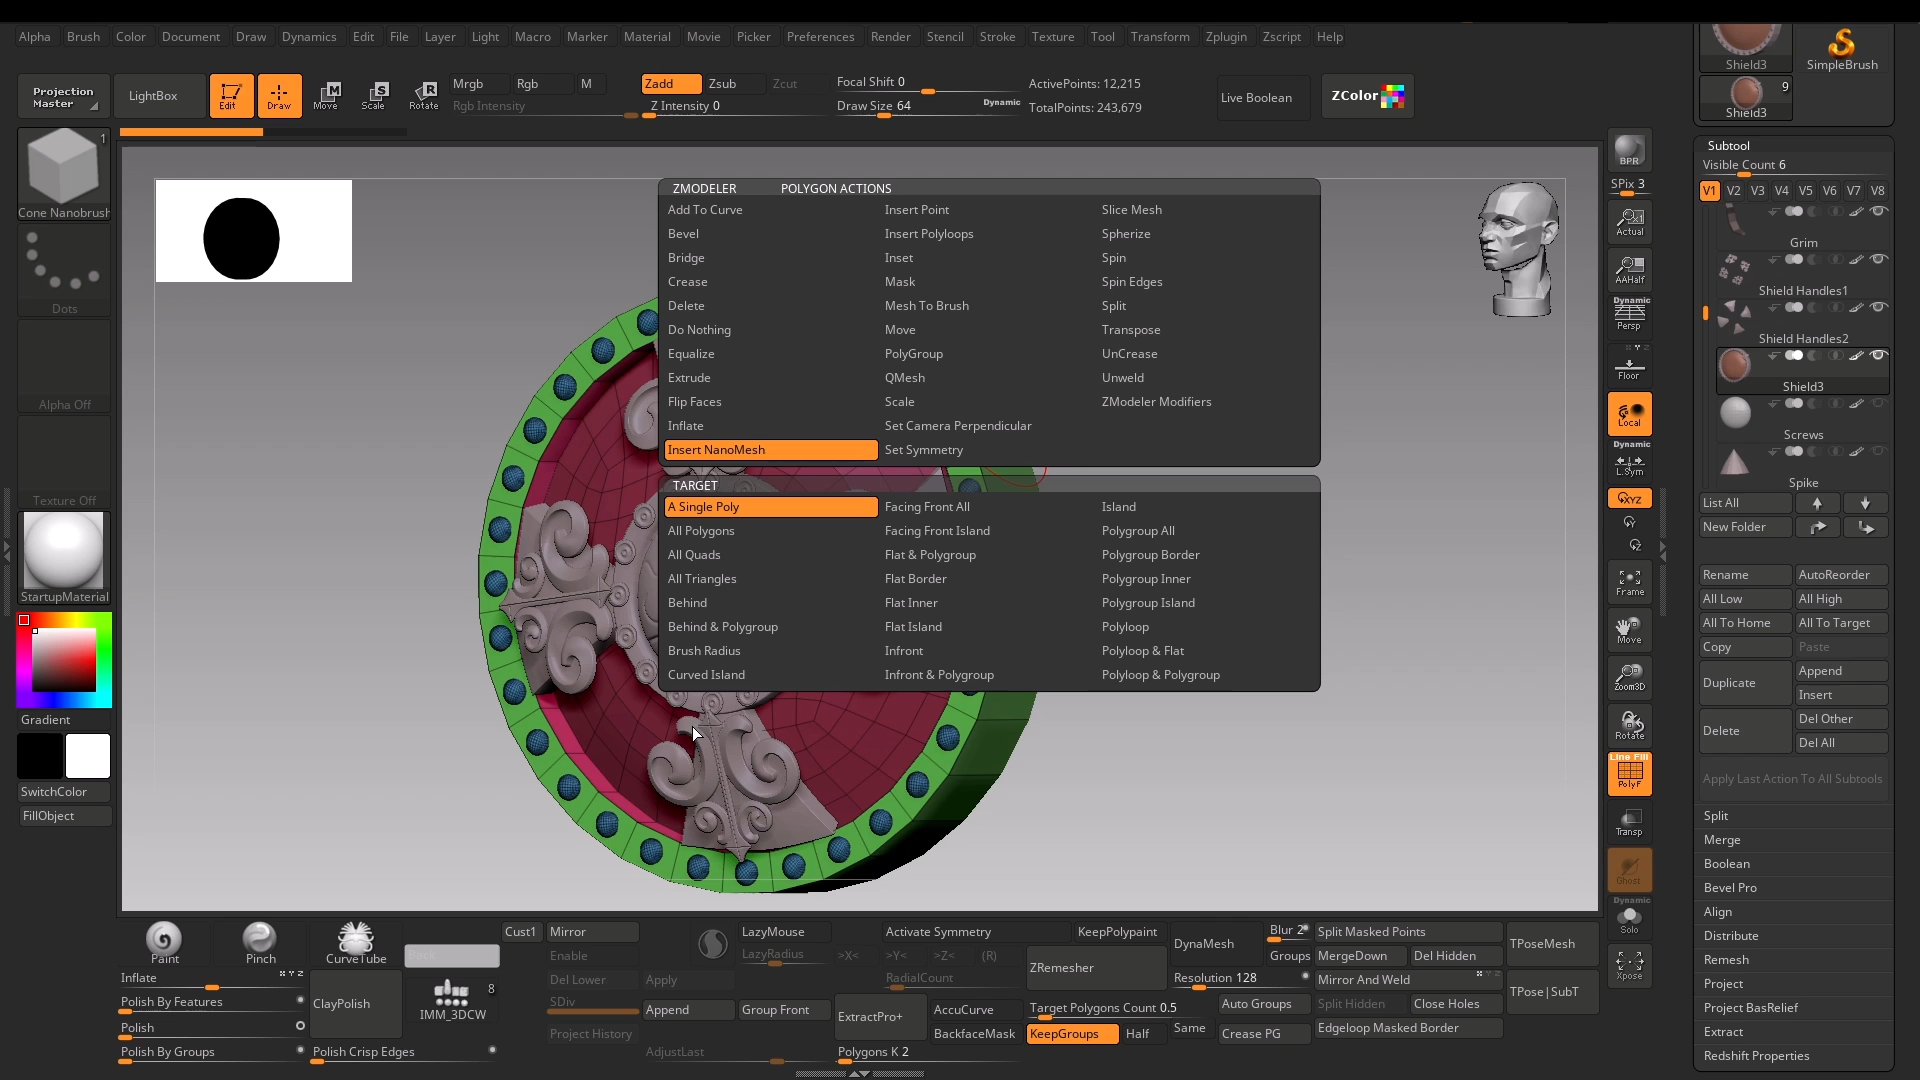 Alpha Brush Color Document Draw Dynamics Edit File Layer Light Macro Marker Material Movie Picker Preferences Render Stencil Stroke Texture Tool Transform Zplugin Zscript Help
Projection Master
LightBox
Edit
Draw
Move
Scale
Rotate
Mrgb Rgb M
Rgb Intensity
Zadd Zsub Zcut
Z Intensity 0
Focal Shift 0
Draw Size 64 Dynamic
ActivePoints: 12,215
TotalPoints: 243,679
Live Boolean
ZColor
Shield3
SimpleBrush
9
Shield3
1
Cone Nanobrush
Dots
Alpha Off
Texture Off
StartupMaterial
Gradient
SwitchColor
FillObject
ZMODELER POLYGON ACTIONS
Add To Curve Insert Point Slice Mesh
Bevel Insert Polyloops Spherize
Bridge Inset Spin
Crease Mask Spin Edges
Delete Mesh To Brush Split
Do Nothing Move Transpose
Equalize PolyGroup UnCrease
Extrude QMesh Unweld
Flip Faces Scale ZModeler Modifiers
Inflate Set Camera Perpendicular
Insert NanoMesh Set Symmetry
TARGET
A Single Poly Facing Front All Island
All Polygons Facing Front Island Polygroup All
All Quads Flat & Polygroup Polygroup Border
All Triangles Flat Border Polygroup Inner
Behind Flat Inner Polygroup Island
Behind & Polygroup Flat Island Polyloop
Brush Radius Infront Polyloop & Flat
Curved Island Infront & Polygroup Polyloop & Polygroup
BPR
SPix 3
Actual
AAHalf
Dynamic
Persp
Floor
Local
Dynamic
L.Sym
XYZ
Frame
Move
Zoom3D
Rotate
Line Fill
PolyF
Transp
Ghost
Dynamic
Solo
Xpose
Subtool
Visible Count 6
V1 V2 V3 V4 V5 V6 V7 V8
Grim
Shield Handles1
Shield Handles2
Shield3
Screws
Spike
List All
New Folder
Rename AutoReorder
All Low All High
All To Home All To Target
Copy Paste
Duplicate Append
Insert
Delete Del Other
Del All
Apply Last Action To All Subtools
Split
Merge
Boolean
Bevel Pro
Align
Distribute
Remesh
Project
Project BasRelief
Extract
Redshift Properties
Paint Pinch CurveTube
Inflate
Polish By Features
Polish
Polish By Groups
ClayPolish
8
IMM_3DCW
Polish Crisp Edges
Cust1 Mirror
Enable
Del Lower
SDiv
Project History
Apply
Append
AdjustLast
LazyMouse
LazyRadius
Group Front
ExtractPro+
Polygons K 2
Activate Symmetry
>X< >Y< >Z< (R)
RadialCount
AccuCurve
BackfaceMask
KeepPolypaint
ZRemesher
Target Polygons Count 0.5
KeepGroups Half Same
DynaMesh
Blur 2
Groups
Resolution 128
Auto Groups
Crease PG
Split Masked Points
MergeDown Del Hidden
Mirror And Weld
Split Hidden Close Holes
Edgeloop Masked Border
TPoseMesh
TPose|SubT